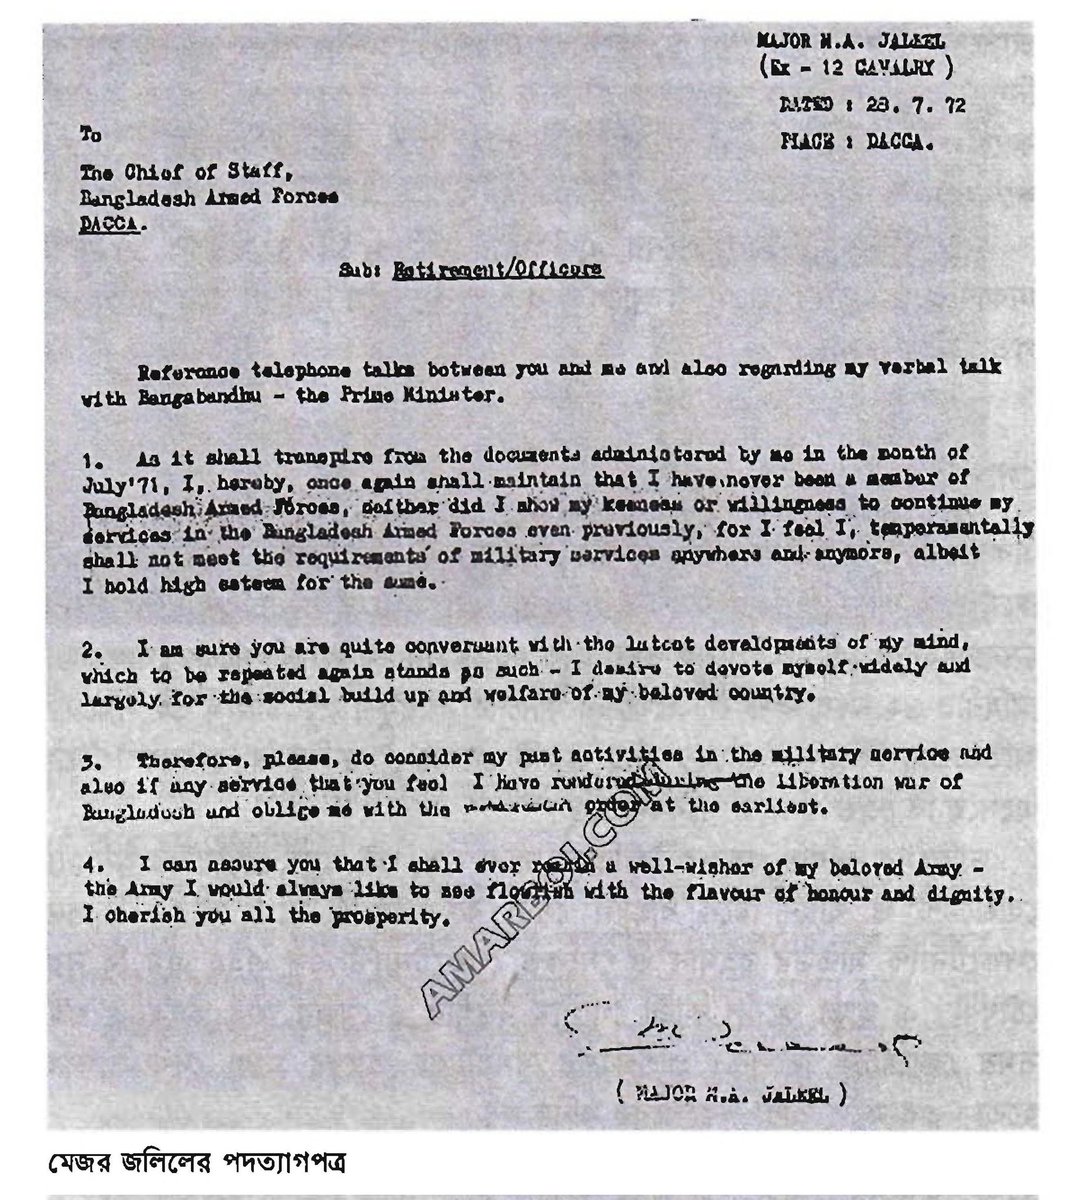 MAJOR M.A. JALEEL
(Ex - 12 CAVALRY )
DATED : 28. 7. 72
PLACE : DACCA.
To
The Chief of Staff,
Bangladesh Armed Forces
DACCA.
Sub: Retirement/Officers
Reference telephone talks between you and me and also regarding my verbal talk
with Bangabandhu - the Prime Minister.
1. As it shall transpire from the documents administered by me in the month of
July'71, I, hereby, once again shall maintain that I have never been a member of
Bangladesh Armed Forces, neither did I show my keenness or willingness to continue my
services in the Bangladesh Armed Forces even previously, for I feel I, temperamentally
shall not meet the requirements of military services anywhere and anymore, albeit
I hold high esteem for the same.
2. I am sure you are quite conversant with the latest developments of my mind,
which to be repeated again stands as such - I desire to devote myself widely and
largely for the social build up and welfare of my beloved country.
3. Therefore, please, do consider my past activities in the military service and
also if any service that you feel I have rendered during the liberation war of
Bangladesh and oblige me with the order at the earliest.
4. I can assure you that I shall ever remain a well-wisher of my beloved Army -
the Army I would always like to see flourish with the flavour of honour and dignity.
I cherish you all the prosperity.
AMARBOI.COM
( MAJOR M.A. JALEEL )
মেজর জলিলের পদত্যাগপত্র